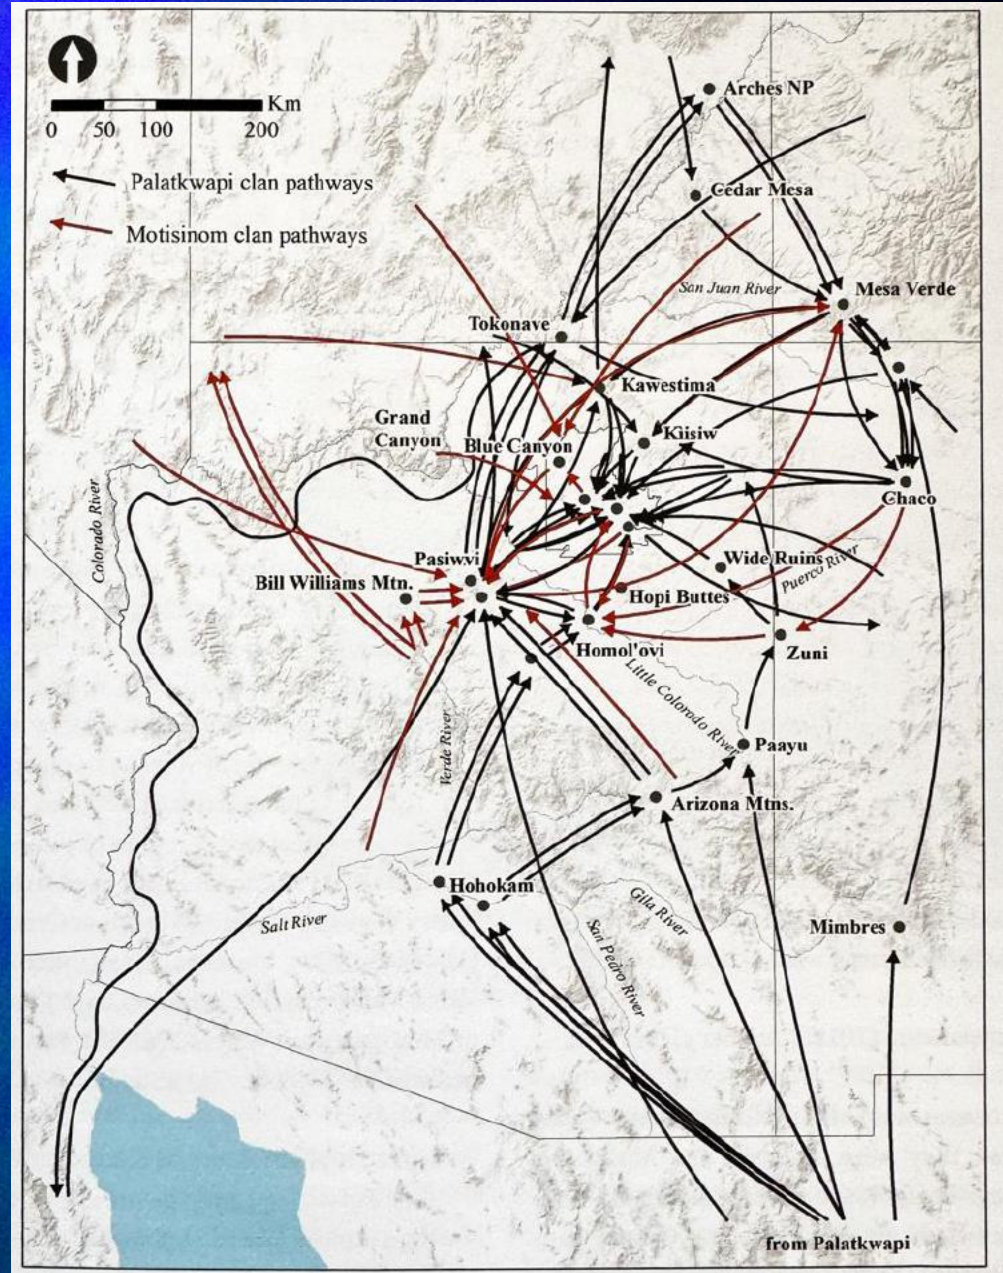 Km
0 50 100 200
Palatkwapi clan pathways
Motisinom clan pathways
Arches NP
Cedar Mesa
San Juan River
Mesa Verde
Tokonave
Kawestima
Grand
Canyon
Blue Canyon
Kiisiw
Chaco
Colorado River
Pasiwvi
Wide Ruins
Puerco River
Bill Williams Mtn.
Hopi Buttes
Homol'ovi
Zuni
Little Colorado River
Verde River
Paayu
Arizona Mtns.
Hohokam
Salt River
Gila River
San Pedro River
Mimbres
from Palatkwapi